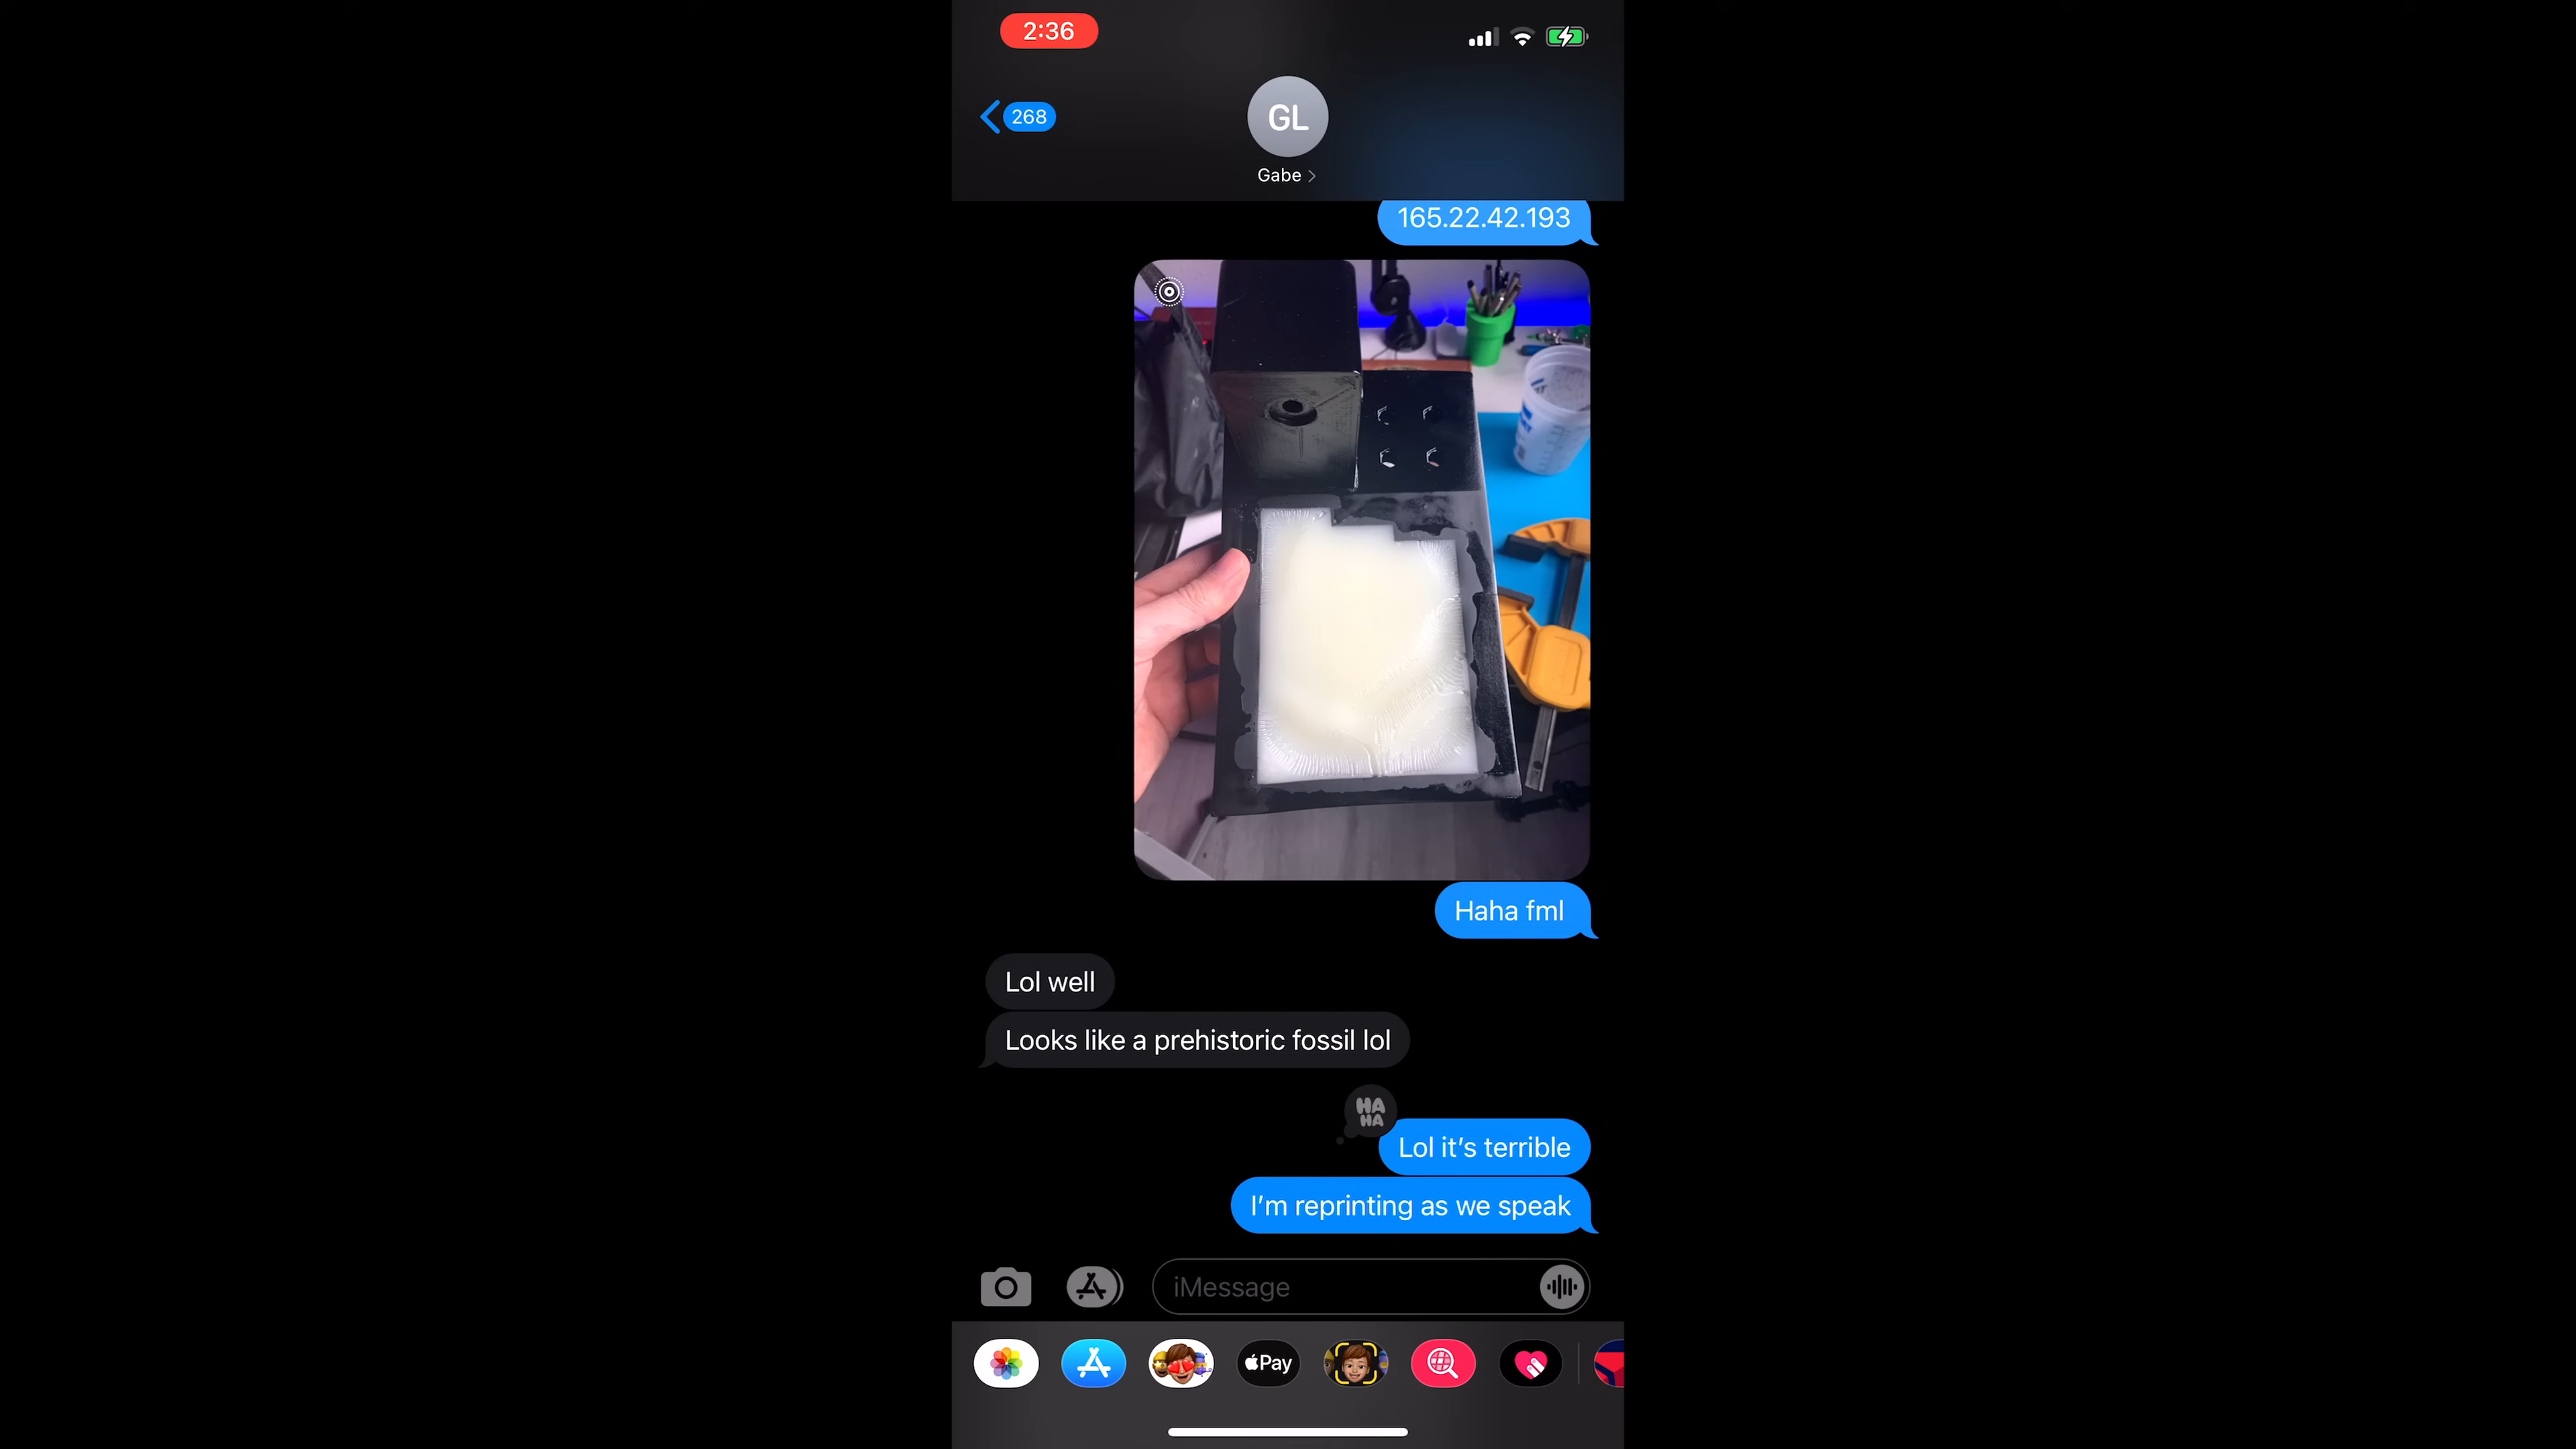 2:36
268
GL
Gabe
165.22.42.193
Haha fml
Lol well
Looks like a prehistoric fossil lol
HA
HA
Lol it’s terrible
I’m reprinting as we speak
iMessage
Pay